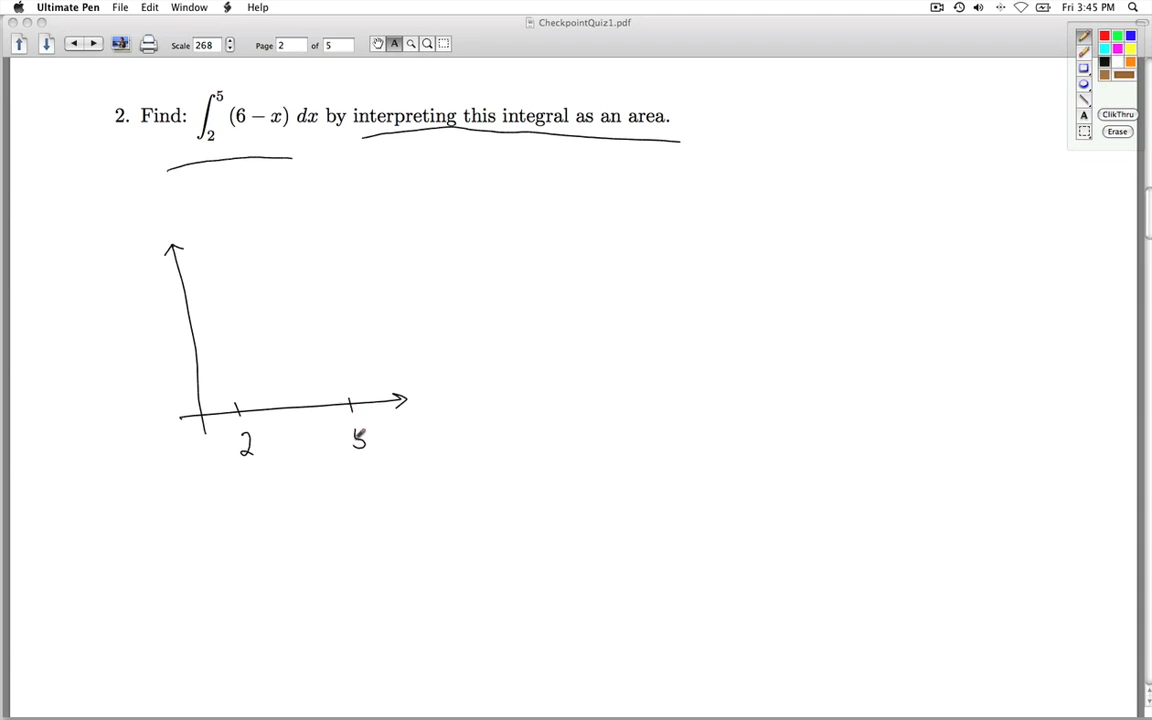 Ultimate Pen File Edit Window Help Fri 3:45 PM
CheckpointQuiz1.pdf
Scale 268 Page 2 of 5 A
2. Find: ∫₂⁵ (6 − x) dx by interpreting this integral as an area.
A ClikThru
Erase
2 5